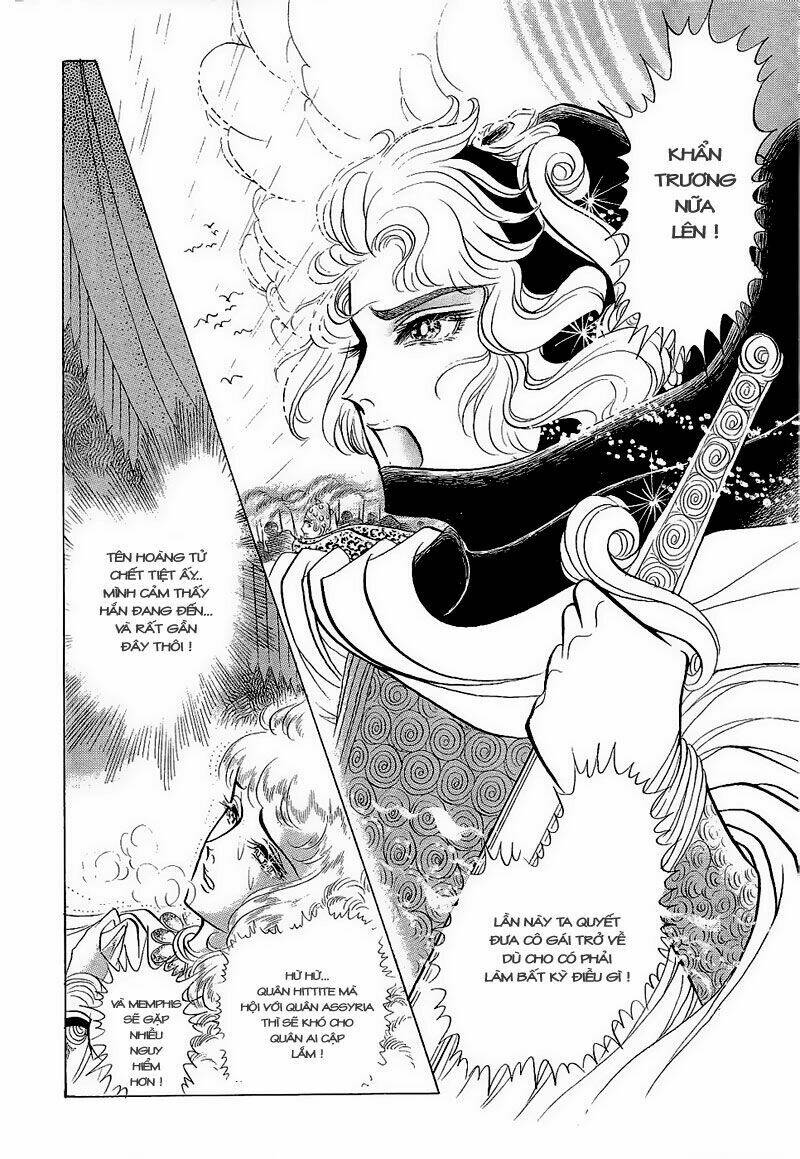 KHẨN
TRƯƠNG
NỮA
LÊN !
LẦN NÀY TA QUYẾT
ĐƯA CÔ GÁI TRỞ VỀ
DÙ CHO CÓ PHẢI
LÀM BẤT KỲ ĐIỀU GÌ !
TÊN HOÀNG TỬ
CHẾT TIỆT ẤY..
MÌNH CẢM THẤY
HẮN ĐANG ĐẾN...
VÀ RẤT GẦN
ĐÂY THÔI !
HỪ HỪ...
QUÂN HITTITE MÀ
HỘI VỚI QUÂN ASSYRIA
THÌ SẼ KHÓ CHO
QUÂN AI CẬP
LẮM !
VÀ MEMPHIS
SẼ GẶP
NHIỀU
NGUY
HIỂM
HƠN !